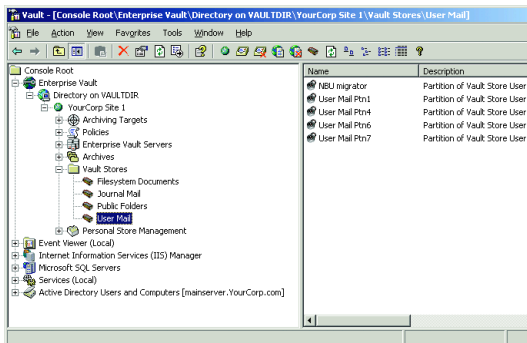 Vault - [Console Root\Enterprise Vault\Directory on VAULTDIR\YourCorp Site 1\Vault Stores\User Mail]
File Action View Favorites Tools Window Help
Console Root
Enterprise Vault
Directory on VAULTDIR
YourCorp Site 1
Archiving Targets
Policies
Enterprise Vault Servers
Archives
Vault Stores
Filesystem Documents
Journal Mail
Public Folders
User Mail
Personal Store Management
Event Viewer (Local)
Internet Information Services (IIS) Manager
Microsoft SQL Servers
Services (Local)
Active Directory Users and Computers [mainserver.YourCorp.com]
Name Description
NBU migrator Partition of Vault Store User
User Mail Ptn1 Partition of Vault Store User
User Mail Ptn4 Partition of Vault Store User
User Mail Ptn6 Partition of Vault Store User
User Mail Ptn7 Partition of Vault Store User